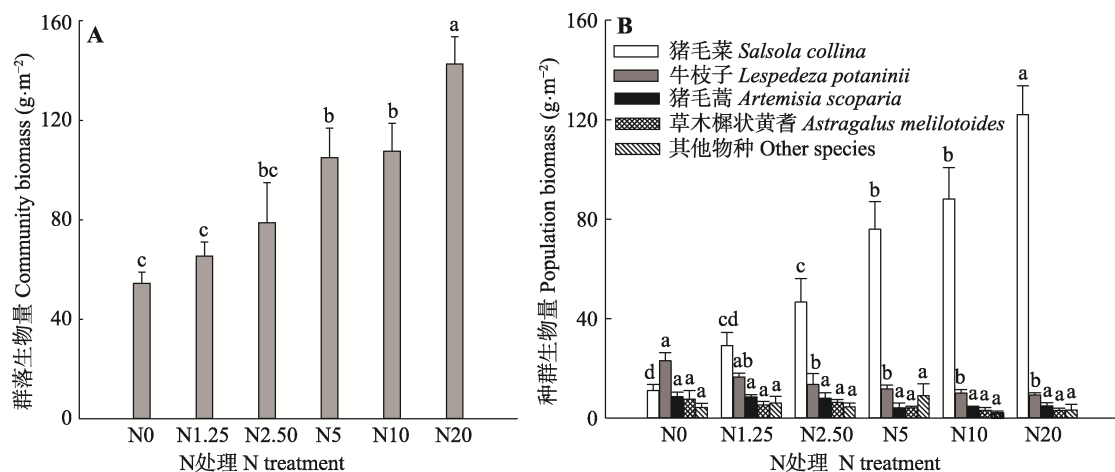 A
群落生物量 Community biomass (g·m⁻²)
160
120
80
40
0
c
c
bc
b
b
a
N0 N1.25 N2.50 N5 N10 N20
N处理 N treatment
B
种群生物量 Population biomass (g·m⁻²)
160
120
80
40
0
猪毛菜 Salsola collina
牛枝子 Lespedeza potaninii
猪毛蒿 Artemisia scoparia
草木樨状黄耆 Astragalus melilotoides
其他物种 Other species
d a a a a
cd ab a a a
c b a a a
b b a a a
b b a a a
a b a a a
N0 N1.25 N2.50 N5 N10 N20
N处理 N treatment